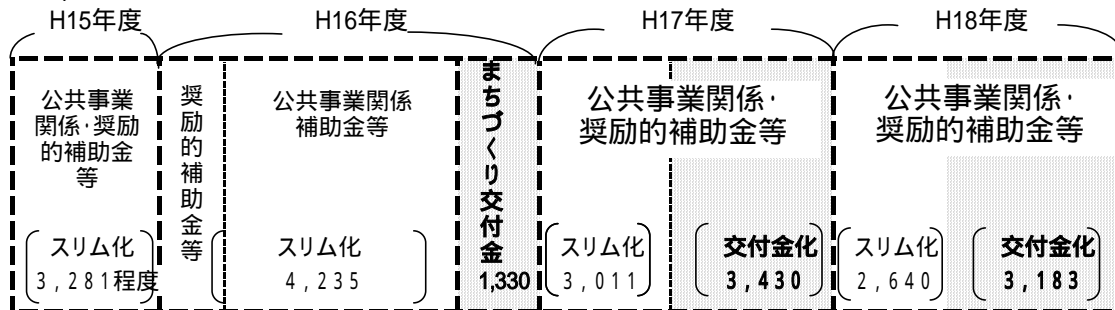 H15年度
H16年度
H17年度
H18年度
公共事業
関係・奨励
的補助金
等
スリム化
3,281程度
奨励的補助金等
公共事業関係
補助金等
スリム化
4,235
まちづくり交付金
1,330
公共事業関係・
奨励的補助金等
スリム化
3,011
交付金化
3,430
公共事業関係・
奨励的補助金等
スリム化
2,640
交付金化
3,183